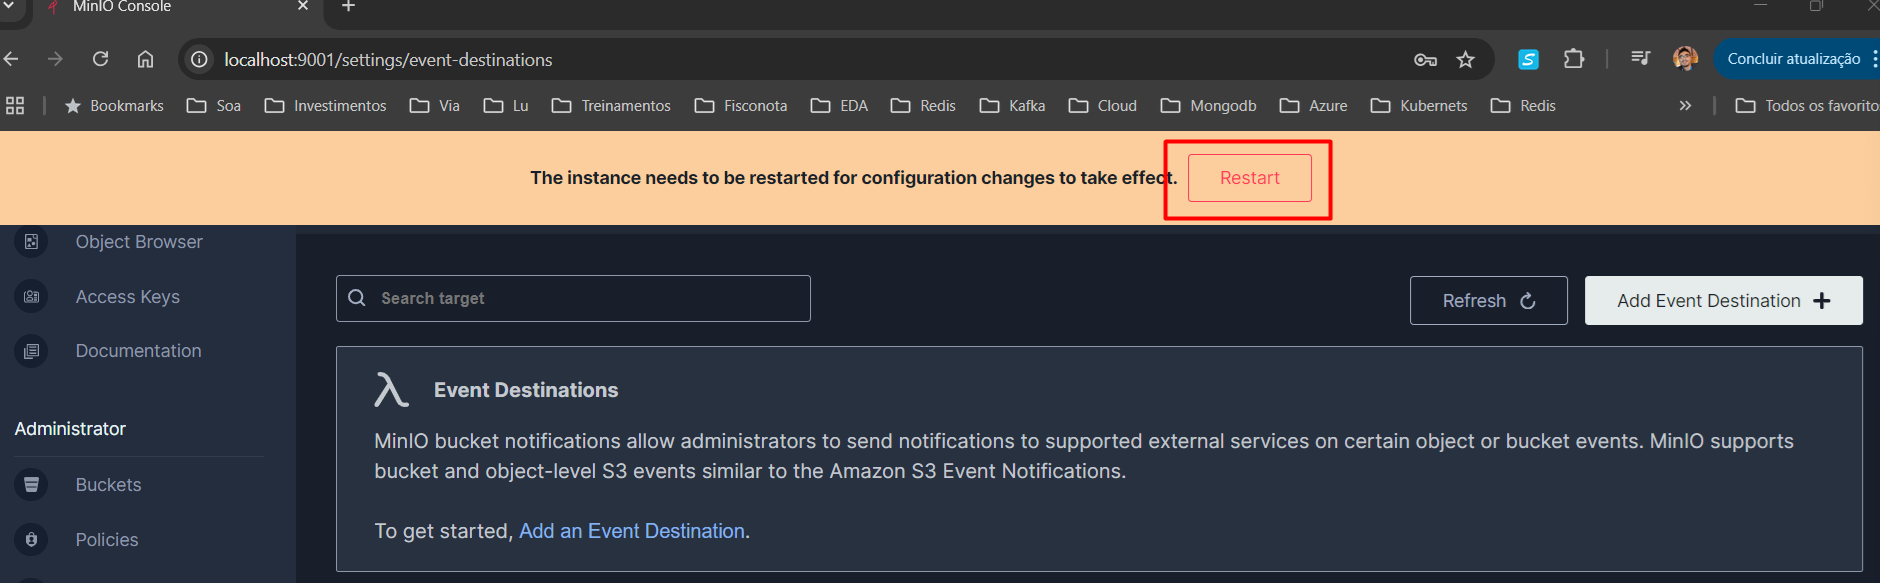 MinIO Console
localhost:9001/settings/event-destinations
Concluir atualização
Bookmarks Soa Investimentos Via Lu Treinamentos Fisconota EDA Redis Kafka Cloud Mongodb Azure Kubernets Redis » Todos os favorito
The instance needs to be restarted for configuration changes to take effect. Restart
Object Browser
Access Keys
Documentation
Administrator
Buckets
Policies
Search target
Refresh
Add Event Destination +
Event Destinations
MinIO bucket notifications allow administrators to send notifications to supported external services on certain object or bucket events. MinIO supports
bucket and object-level S3 events similar to the Amazon S3 Event Notifications.
To get started, Add an Event Destination.